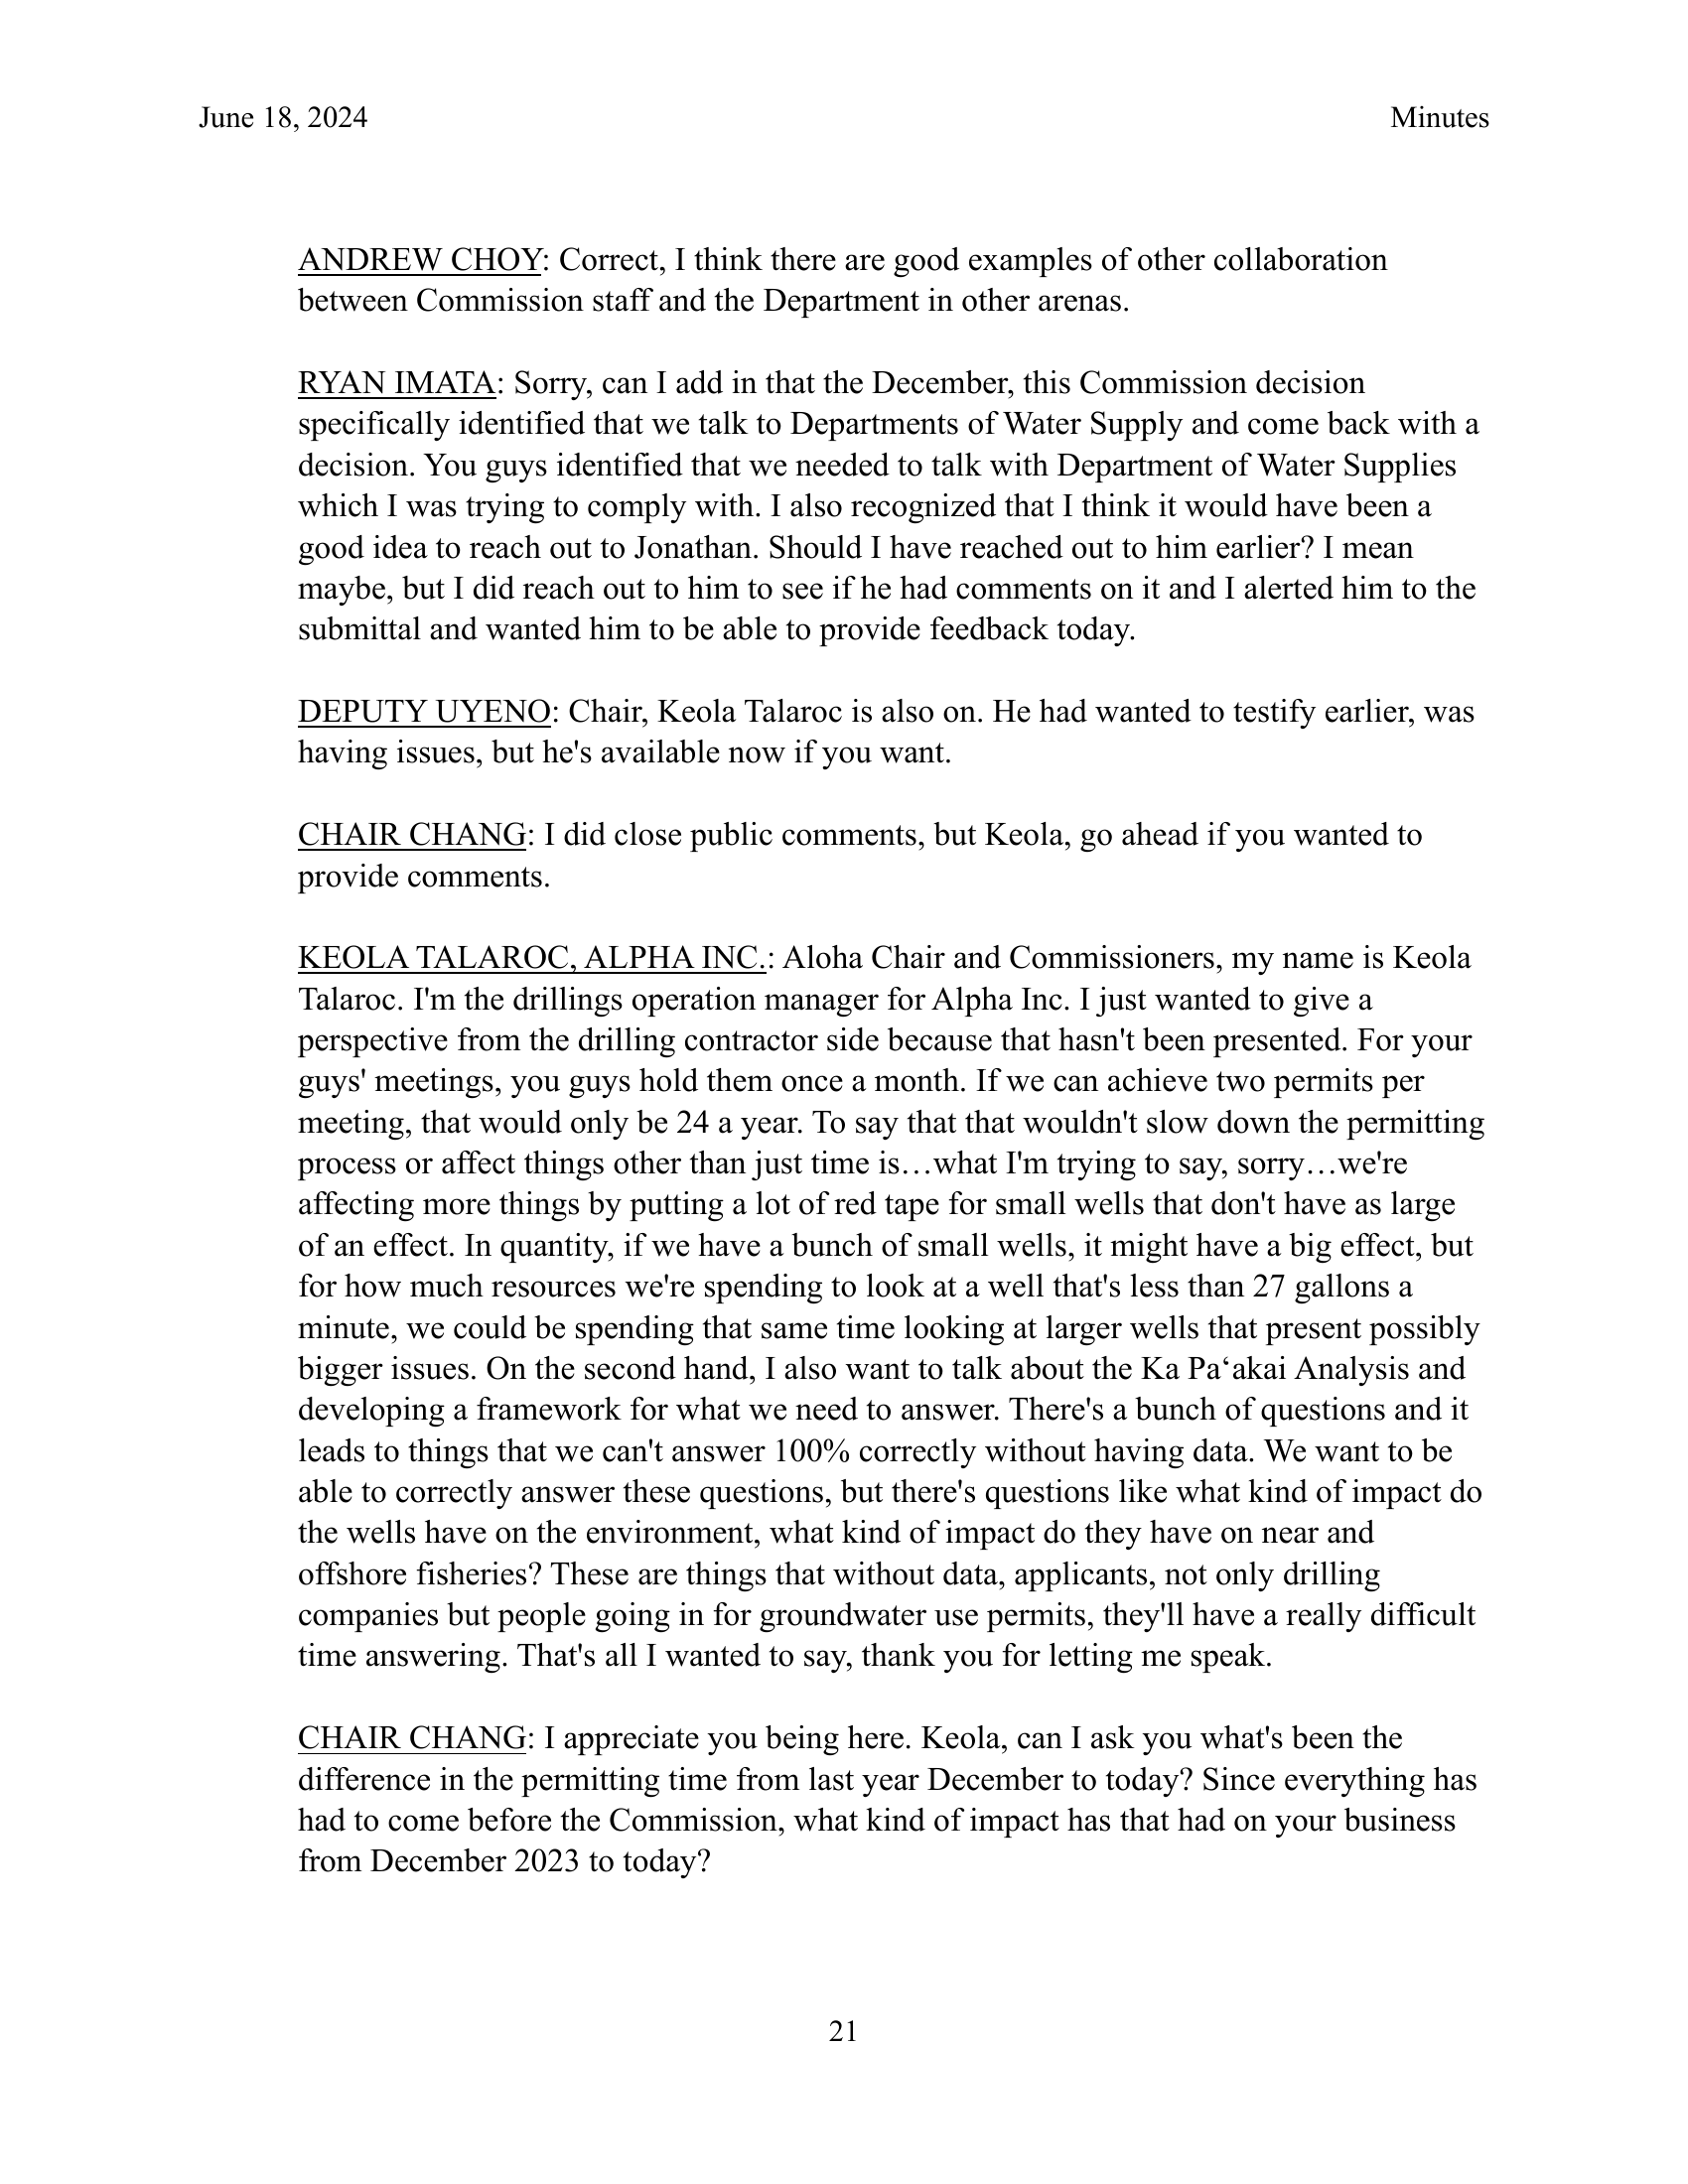 June 18, 2024 Minutes
ANDREW CHOY: Correct, I think there are good examples of other collaboration
between Commission staff and the Department in other arenas.
RYAN IMATA: Sorry, can I add in that the December, this Commission decision
specifically identified that we talk to Departments of Water Supply and come back with a
decision. You guys identified that we needed to talk with Department of Water Supplies
which I was trying to comply with. I also recognized that I think it would have been a
good idea to reach out to Jonathan. Should I have reached out to him earlier? I mean
maybe, but I did reach out to him to see if he had comments on it and I alerted him to the
submittal and wanted him to be able to provide feedback today.
DEPUTY UYENO: Chair, Keola Talaroc is also on. He had wanted to testify earlier, was
having issues, but he's available now if you want.
CHAIR CHANG: I did close public comments, but Keola, go ahead if you wanted to
provide comments.
KEOLA TALAROC, ALPHA INC.: Aloha Chair and Commissioners, my name is Keola
Talaroc. I'm the drillings operation manager for Alpha Inc. I just wanted to give a
perspective from the drilling contractor side because that hasn't been presented. For your
guys' meetings, you guys hold them once a month. If we can achieve two permits per
meeting, that would only be 24 a year. To say that that wouldn't slow down the permitting
process or affect things other than just time is…what I'm trying to say, sorry…we're
affecting more things by putting a lot of red tape for small wells that don't have as large
of an effect. In quantity, if we have a bunch of small wells, it might have a big effect, but
for how much resources we're spending to look at a well that's less than 27 gallons a
minute, we could be spending that same time looking at larger wells that present possibly
bigger issues. On the second hand, I also want to talk about the Ka Pa‘akai Analysis and
developing a framework for what we need to answer. There's a bunch of questions and it
leads to things that we can't answer 100% correctly without having data. We want to be
able to correctly answer these questions, but there's questions like what kind of impact do
the wells have on the environment, what kind of impact do they have on near and
offshore fisheries? These are things that without data, applicants, not only drilling
companies but people going in for groundwater use permits, they'll have a really difficult
time answering. That's all I wanted to say, thank you for letting me speak.
CHAIR CHANG: I appreciate you being here. Keola, can I ask you what's been the
difference in the permitting time from last year December to today? Since everything has
had to come before the Commission, what kind of impact has that had on your business
from December 2023 to today?
21